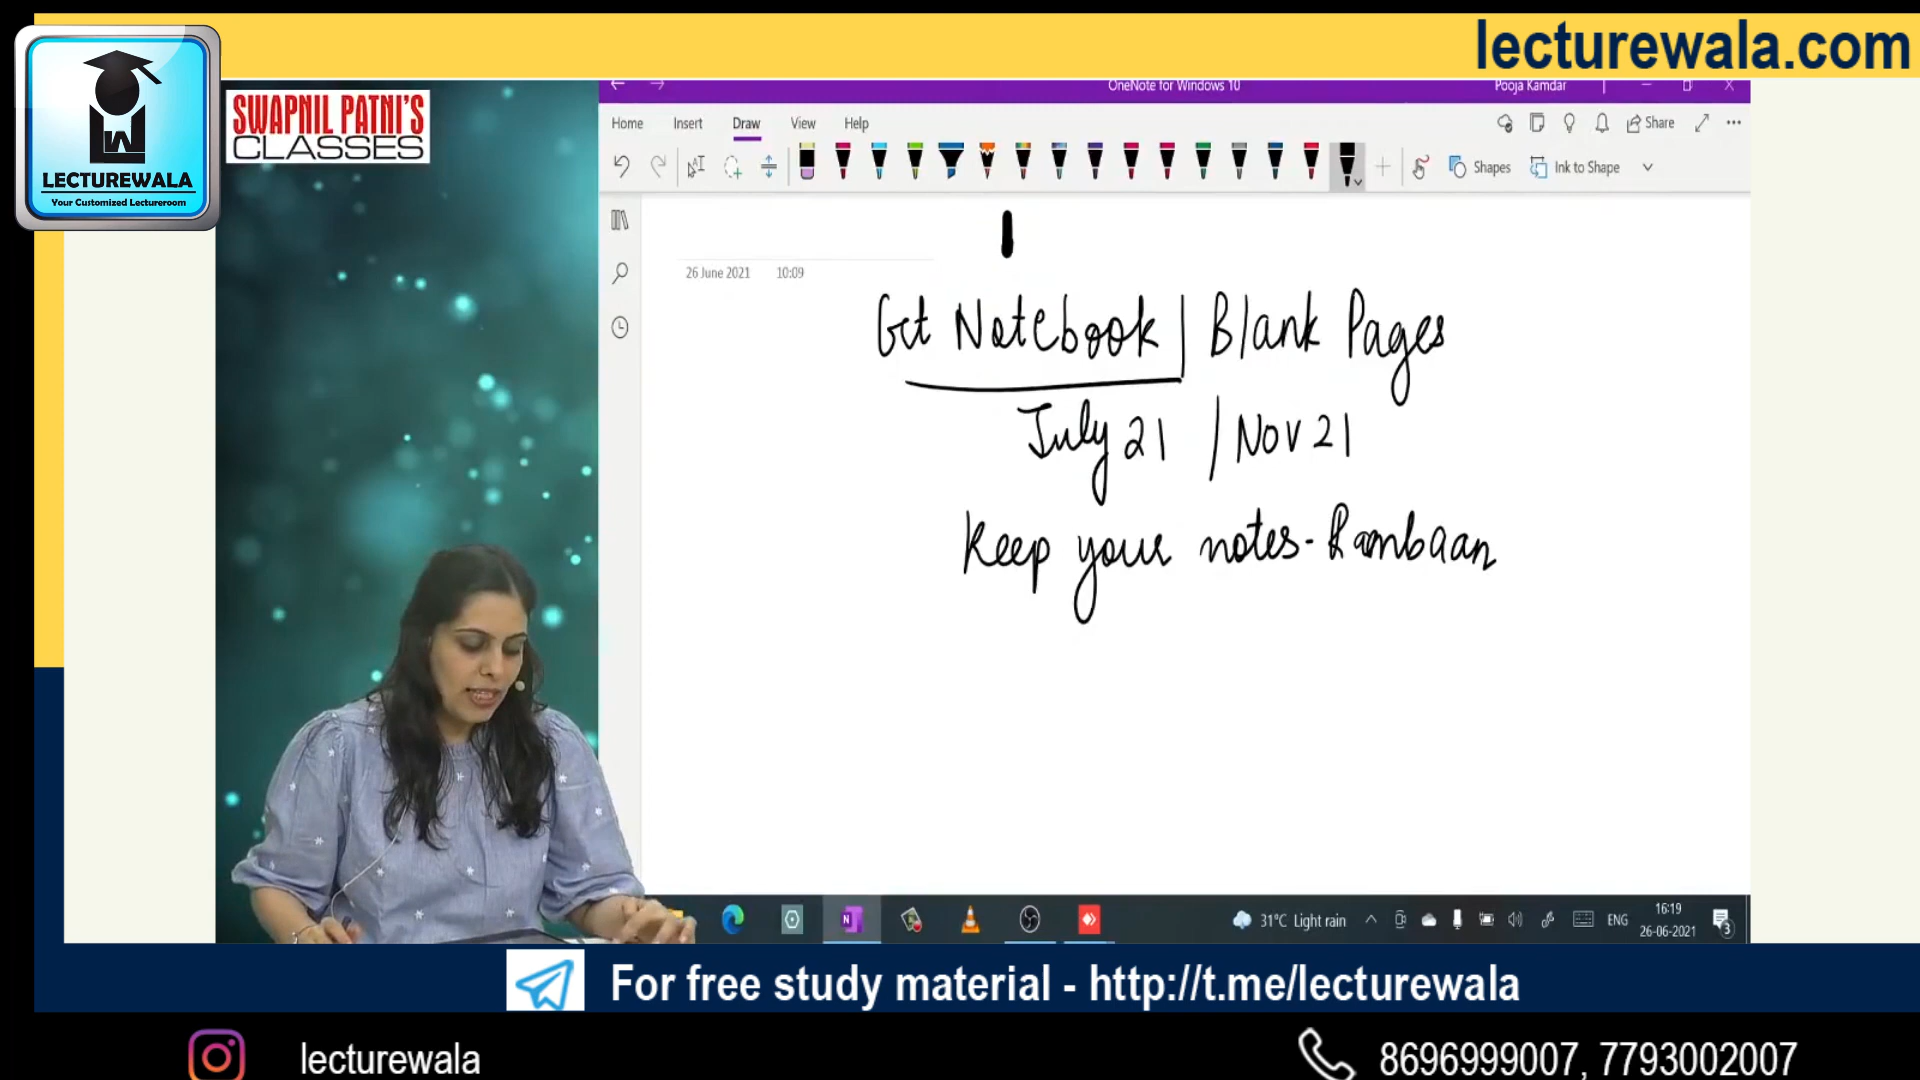 lecturewala.com
LW
LECTUREWALA
Your Customized Lectureroom
SWAPNIL PATNI'S
CLASSES
OneNote for Windows 10
Pooja Kamdar
Home Insert Draw View Help
Share
Shapes
Ink to Shape
26 June 2021 10:09
Get Notebook | Blank Pages
July 21 / Nov 21
Keep your notes - Rambaan
N
31°C Light rain
ENG
16:19
26-06-2021
3
For free study material - http://t.me/lecturewala
lecturewala
8696999007, 7793002007